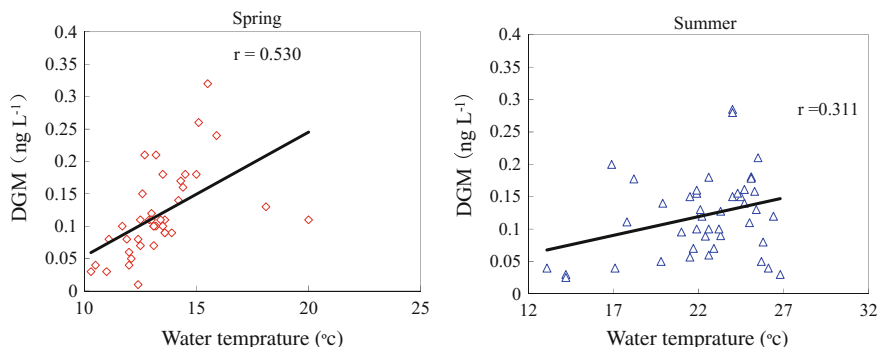 Spring
r = 0.530
DGM (ng L-1)
0.4
0.35
0.3
0.25
0.2
0.15
0.1
0.05
0
10 15 20 25
Water temprature (oc)
Summer
r =0.311
DGM (ng L-1)
0.4
0.35
0.3
0.25
0.2
0.15
0.1
0.05
0
12 17 22 27 32
Water temprature (oc)